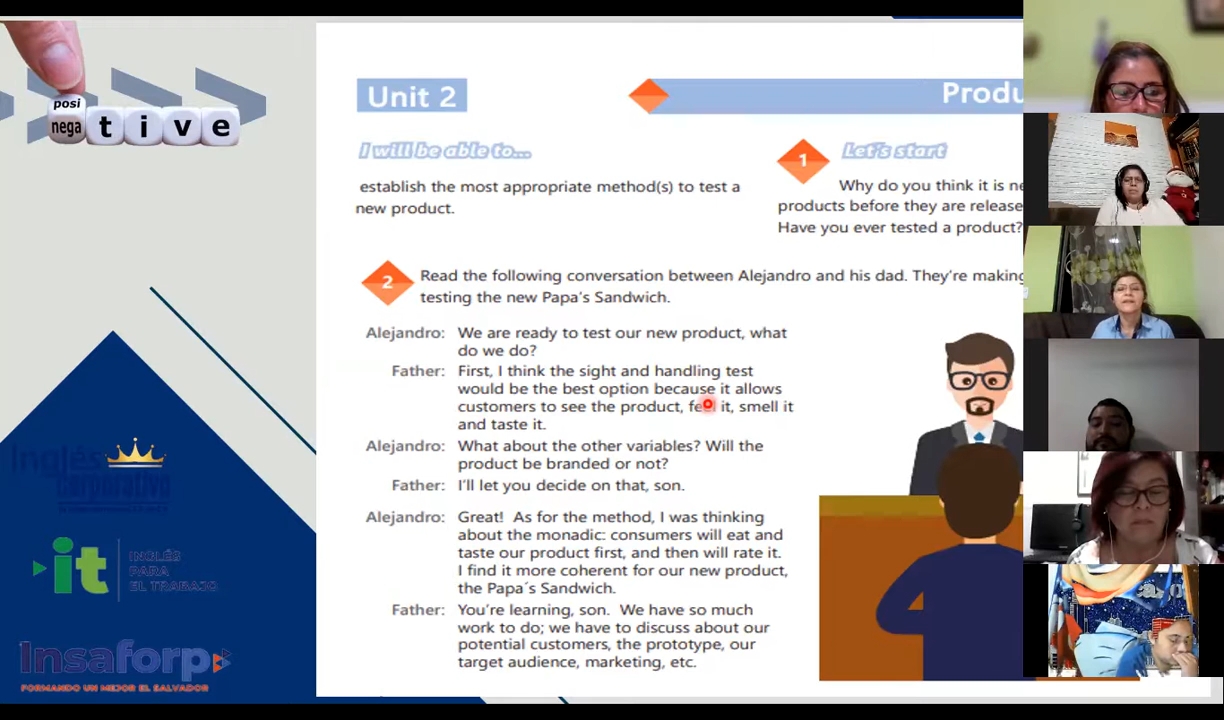 posi
nega t i v e
Unit 2
Produ
I will be able to...
establish the most appropriate method(s) to test a
new product.
1
Let's start
Why do you think it is ne
products before they are release
Have you ever tested a product?
2
Read the following conversation between Alejandro and his dad. They're making
testing the new Papa's Sandwich.
Alejandro: We are ready to test our new product, what
do we do?
Father: First, I think the sight and handling test
would be the best option because it allows
customers to see the product, feel it, smell it
and taste it.
Alejandro: What about the other variables? Will the
product be branded or not?
Father: I'll let you decide on that, son.
Alejandro: Great! As for the method, I was thinking
about the monadic: consumers will eat and
taste our product first, and then will rate it.
I find it more coherent for our new product,
the Papa´s Sandwich.
Father: You're learning, son. We have so much
work to do; we have to discuss about our
potential customers, the prototype, our
target audience, marketing, etc.
Inglés
corporativo
it
INGLÉS
PARA
EL TRABAJO
Insaforp
FORMANDO UN MEJOR EL SALVADOR